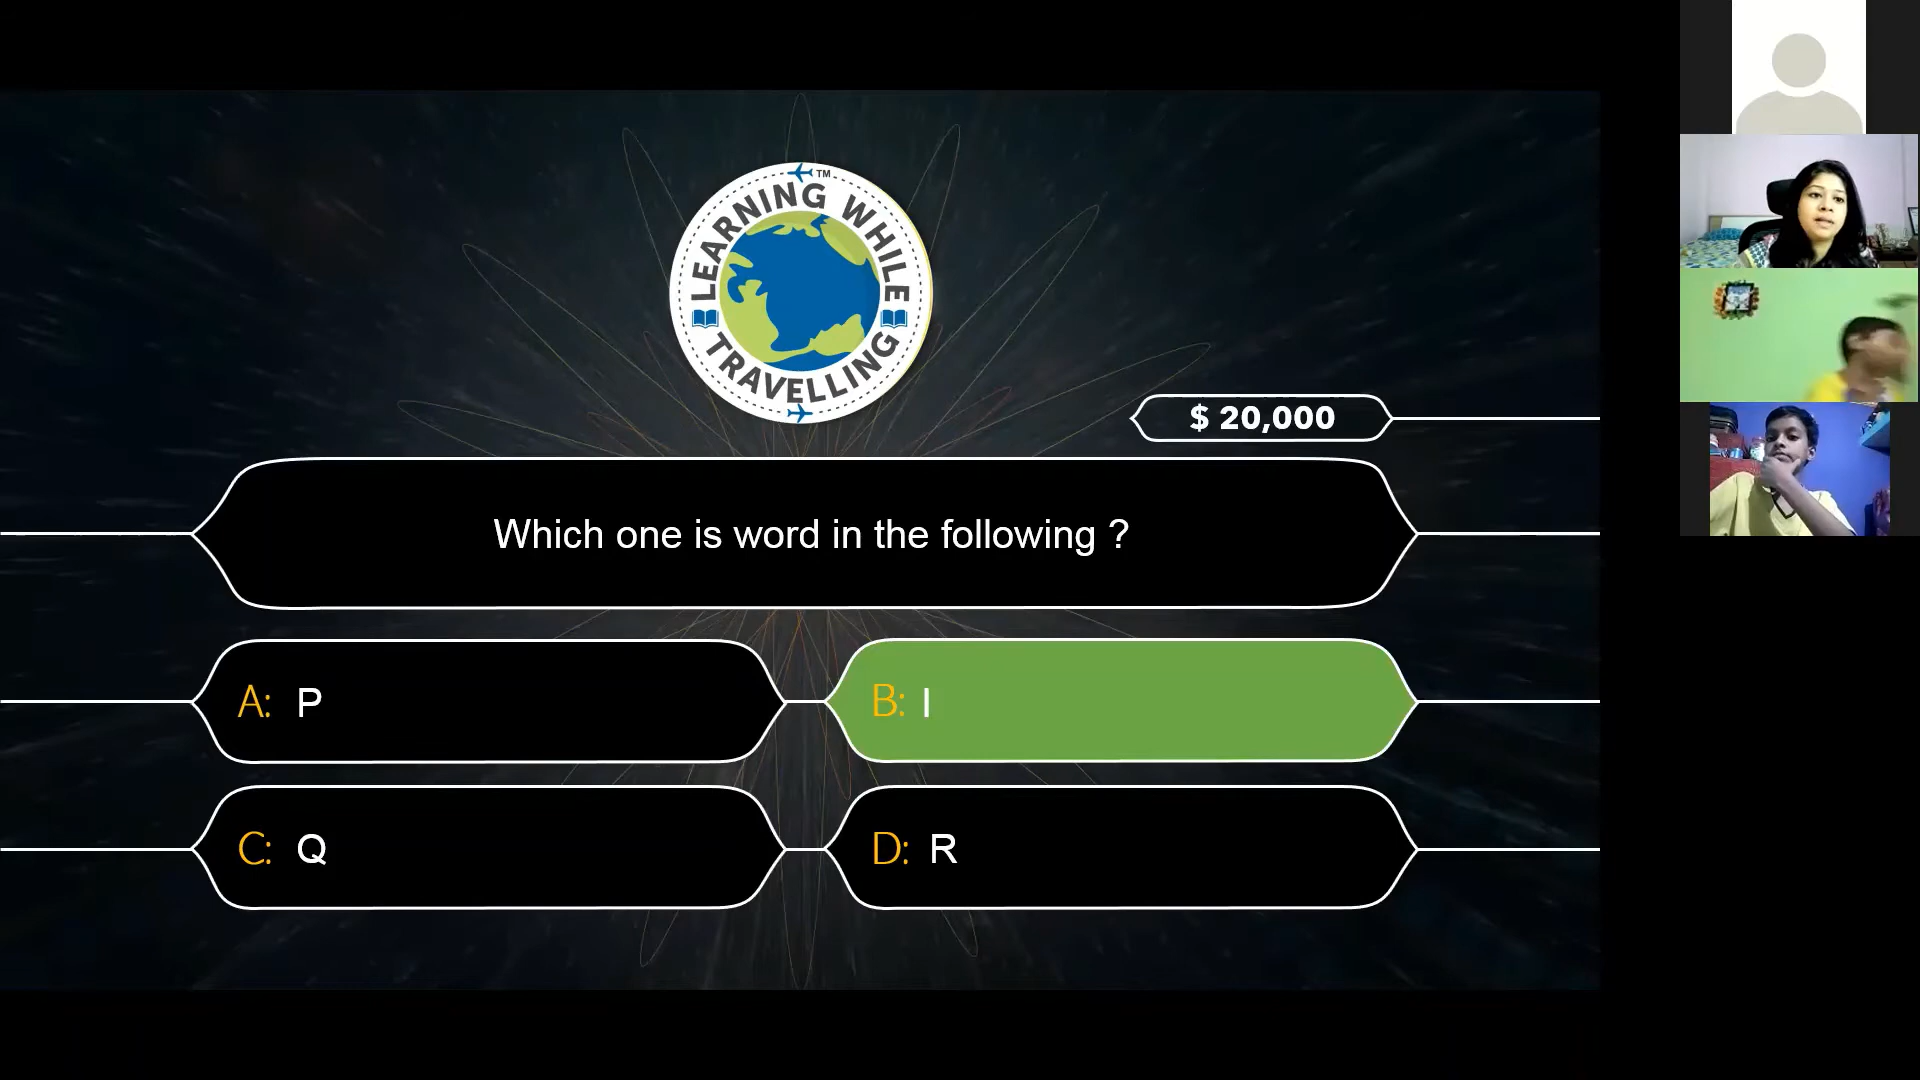 LEARNING WHILE
TRAVELLING
TM
$ 20,000
Which one is word in the following ?
A: P
B: I
C: Q
D: R